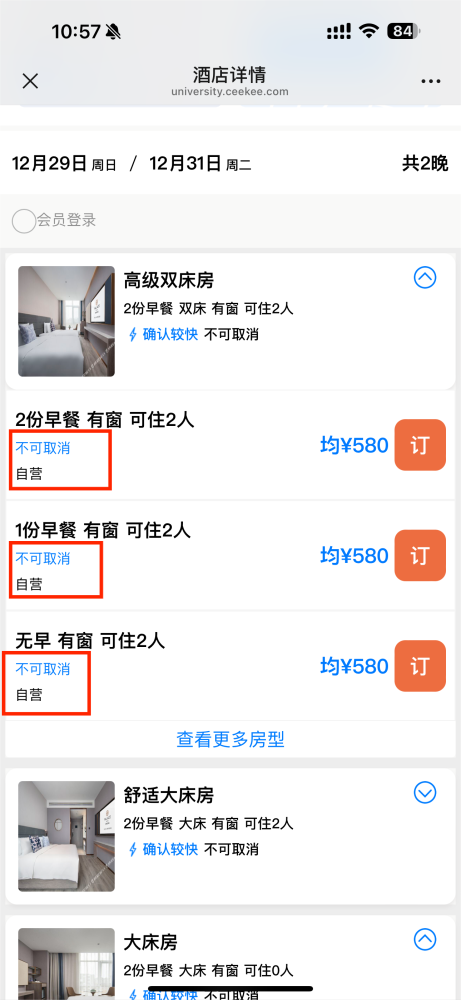 10:57
84
酒店详情
university.ceekee.com
12月29日 周日 / 12月31日 周二 共2晚
会员登录
高级双床房
2份早餐 双床 有窗 可住2人
确认较快 不可取消
2份早餐 有窗 可住2人
不可取消
自营
均¥580
订
1份早餐 有窗 可住2人
不可取消
自营
均¥580
订
无早 有窗 可住2人
不可取消
自营
均¥580
订
查看更多房型
舒适大床房
2份早餐 大床 有窗 可住2人
确认较快 不可取消
大床房
2份早餐 大床 有窗 可住0人
确认较快 不可取消